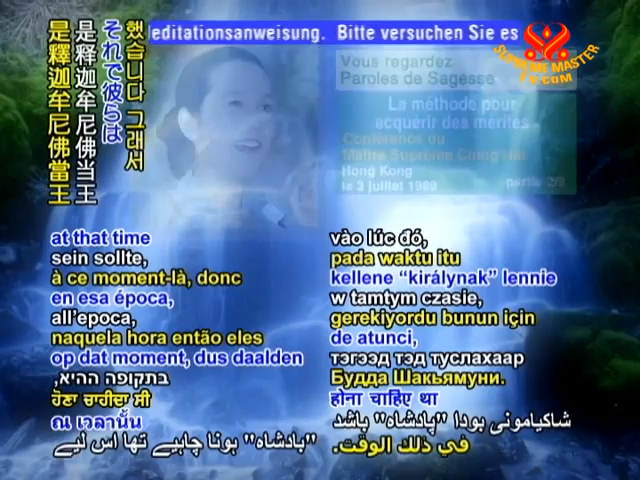 editationsanweisung. Bitte versuchen Sie es
SUPREME MASTER
TV.COM
Vous regardez
Paroles de Sagesse
La méthode pour
acquérir des mérites
Conférence du
Maître Suprême Ching Hai
Hong Kong
le 3 juillet 1989
partie 2/9
했습니다 그래서
それで彼らは
是释迦牟尼佛当王
是釋迦牟尼佛當王
at that time
sein sollte,
à ce moment-là, donc
en esa época,
all'epoca,
naquela hora então eles
op dat moment, dus daalden
בתקופה ההיא,
ਹੋਣਾ ਚਾਹੀਦਾ ਸੀ
ณ เวลานั้น
"بادشاہ" ہونا چاہیے تھا اس لیے
vào lúc đó,
pada waktu itu
kellene "királynak" lennie
w tamtym czasie,
gerekiyordu bunun için
de atunci,
тэгээд тэд туслахаар
Будда Шакьямуни.
होना चाहिए था
شاکیامونی بودا "پادشاه" باشد
في ذلك الوقت.